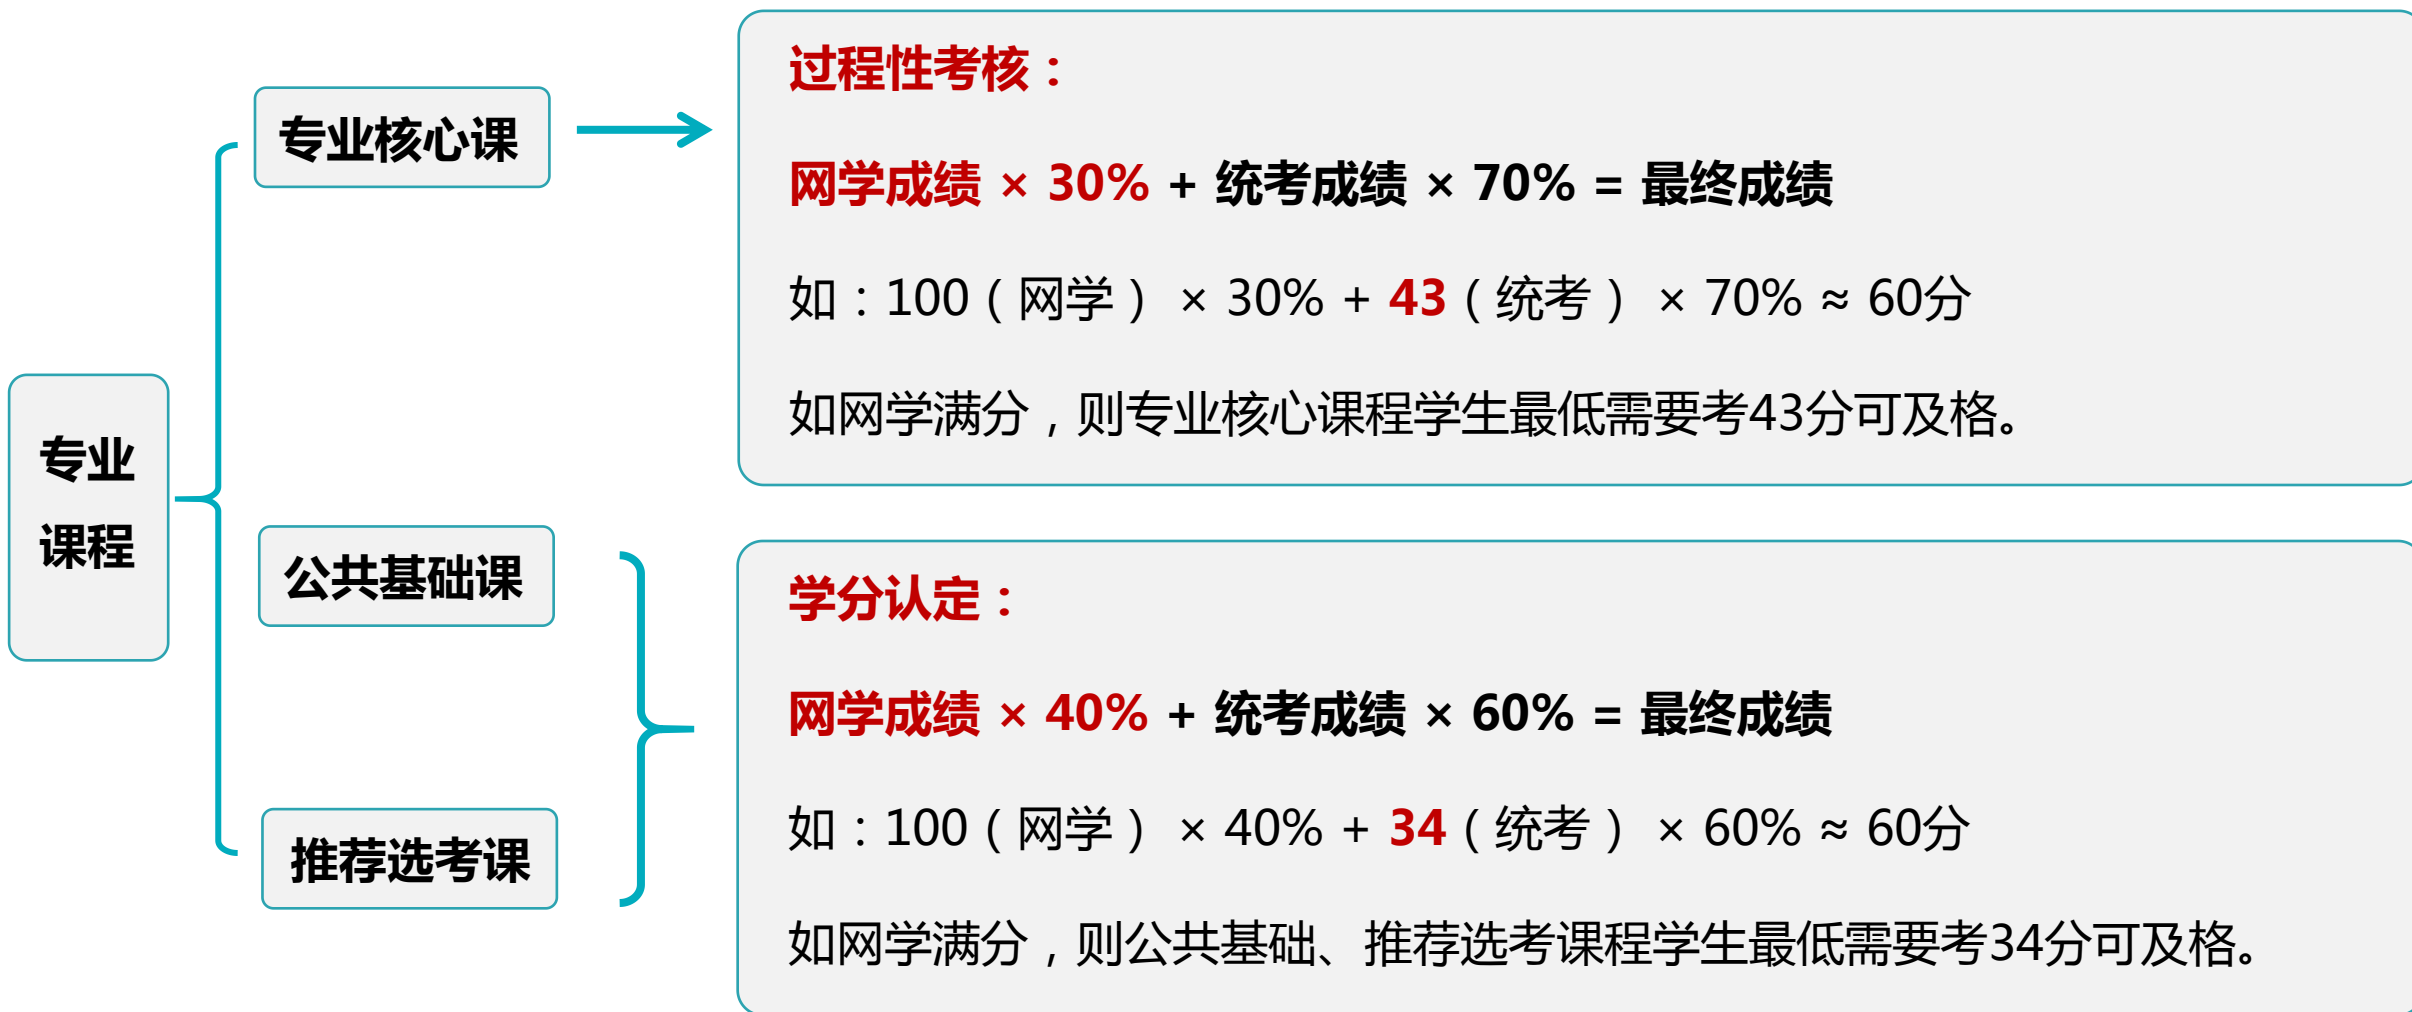 专业
课程
专业核心课
过程性考核：
网学成绩 × 30% + 统考成绩 × 70% = 最终成绩
如：100（网学） × 30% + 43（统考） × 70% ≈ 60分
如网学满分，则专业核心课程学生最低需要考43分可及格。
公共基础课
推荐选考课
学分认定：
网学成绩 × 40% + 统考成绩 × 60% = 最终成绩
如：100（网学） × 40% + 34（统考） × 60% ≈ 60分
如网学满分，则公共基础、推荐选考课程学生最低需要考34分可及格。